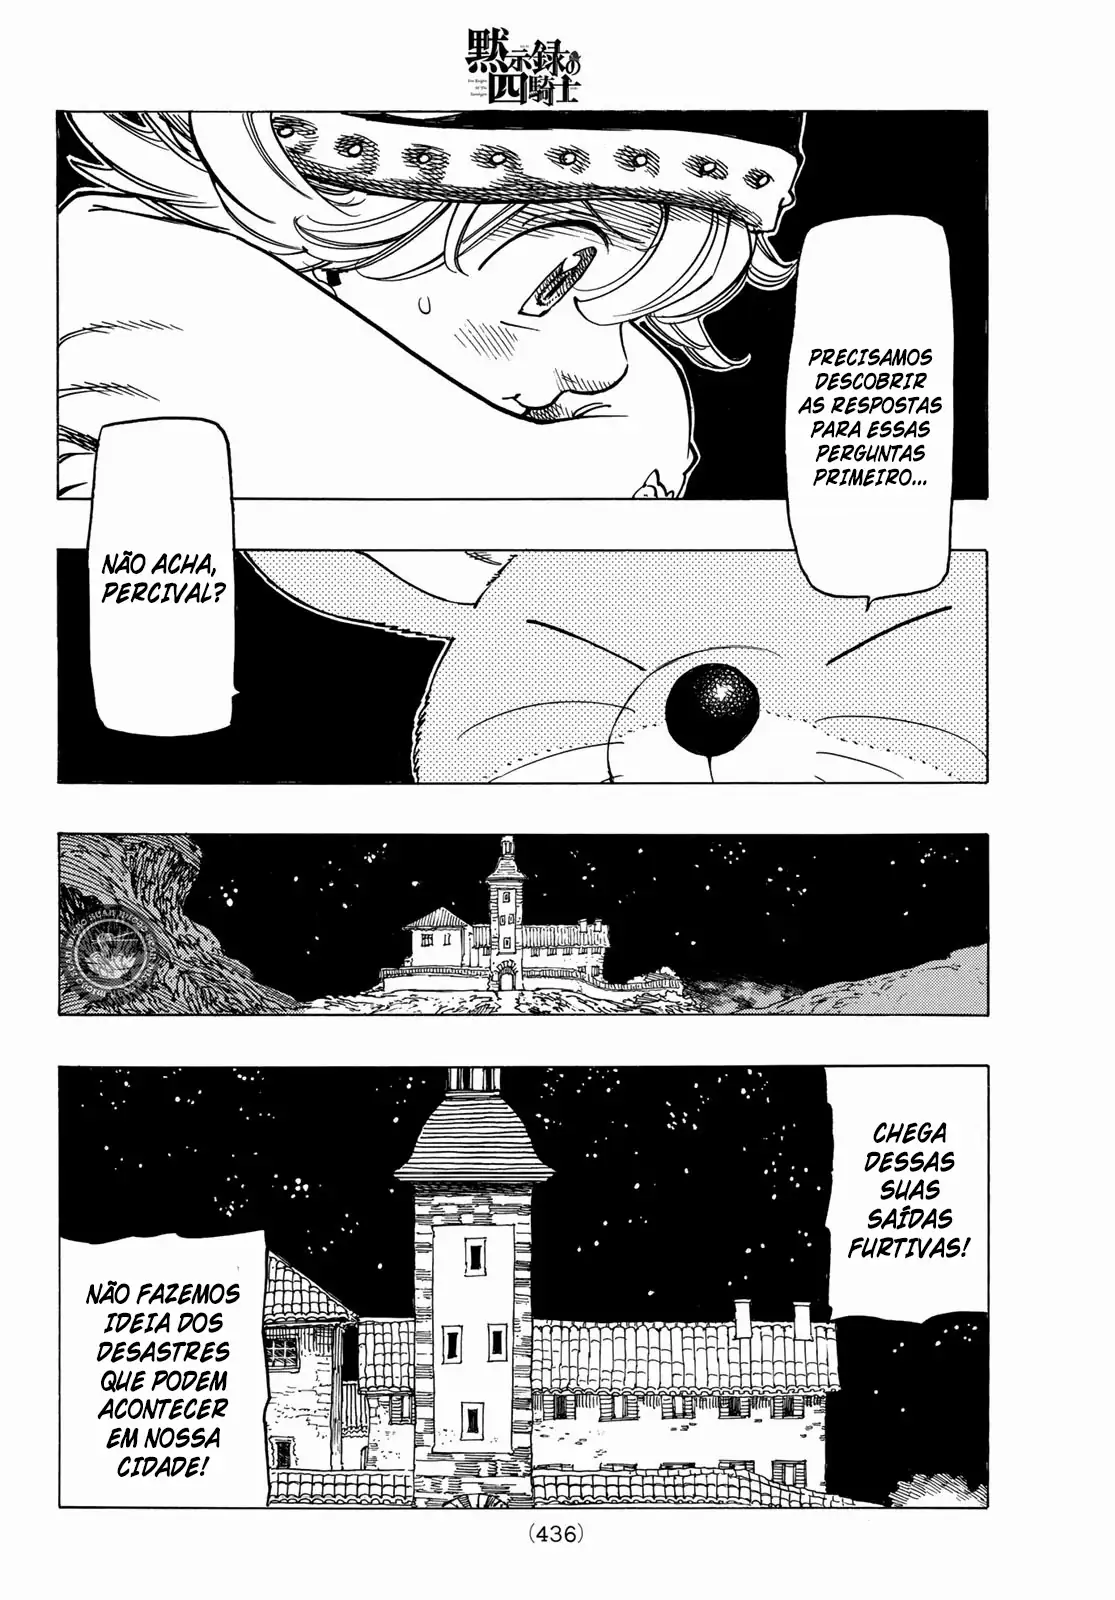 黙示録の
四騎士
PRECISAMOS
DESCOBRIR
AS RESPOSTAS
PARA ESSAS
PERGUNTAS
PRIMEIRO...
NÃO ACHA,
PERCIVAL?
CHEGA
DESSAS
SUAS
SAÍDAS
FURTIVAS!
NÃO FAZEMOS
IDEIA DOS
DESASTRES
QUE PODEM
ACONTECER
EM NOSSA
CIDADE!
(436)